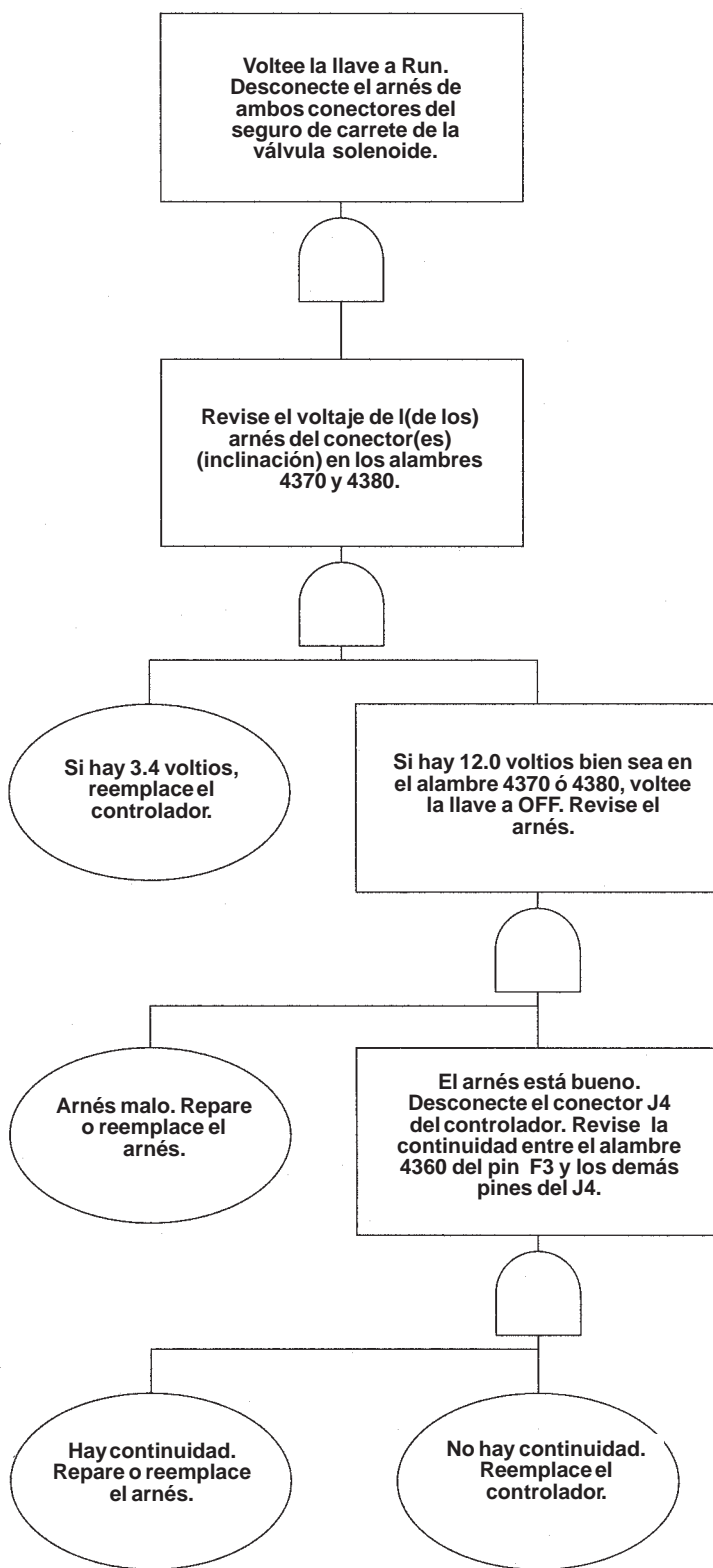 Voltee la llave a Run.
Desconecte el arnés de
ambos conectores del
seguro de carrete de la
válvula solenoide.
Revise el voltaje de l(de los)
arnés del conector(es)
(inclinación) en los alambres
4370 y 4380.
Si hay 3.4 voltios,
reemplace el
controlador.
Si hay 12.0 voltios bien sea en
el alambre 4370 ó 4380, voltee
la llave a OFF. Revise el
arnés.
Arnés malo. Repare
o reemplace el
arnés.
El arnés está bueno.
Desconecte el conector J4
del controlador. Revise la
continuidad entre el alambre
4360 del pin F3 y los demás
pines del J4.
Hay continuidad.
Repare o reemplace
el arnés.
No hay continuidad.
Reemplace el
controlador.